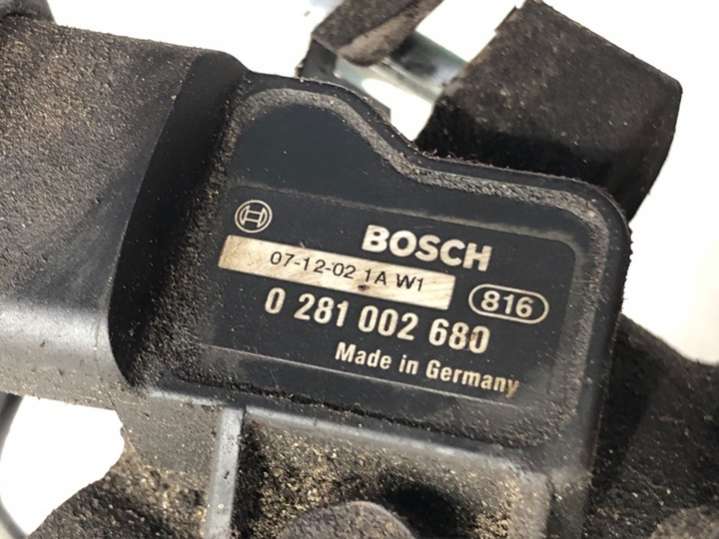 BOSCH
07-12-02 1A W1
816
0 281 002 680
Made in Germany